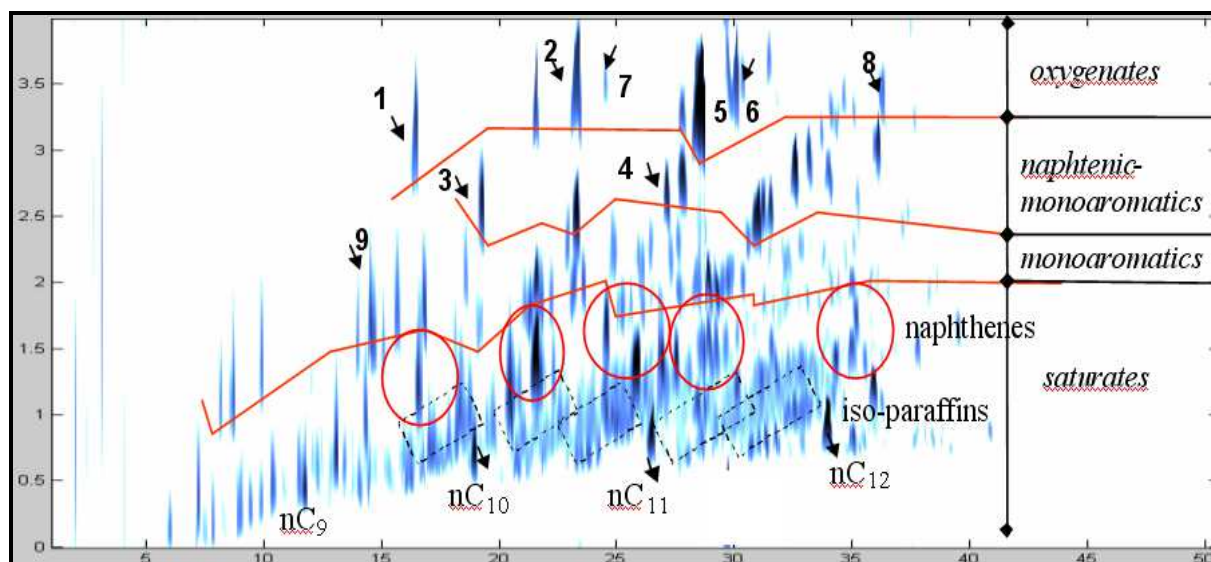 3.5
3
2.5
2
1.5
1
0.5
0
5
10
15
20
25
30
35
40
45
50
1
2
7
5
6
8
3
4
9
oxygenates
naphtenic-
monoaromatics
monoaromatics
naphthenes
saturates
iso-paraffins
nC₉
nC₁₀
nC₁₁
nC₁₂